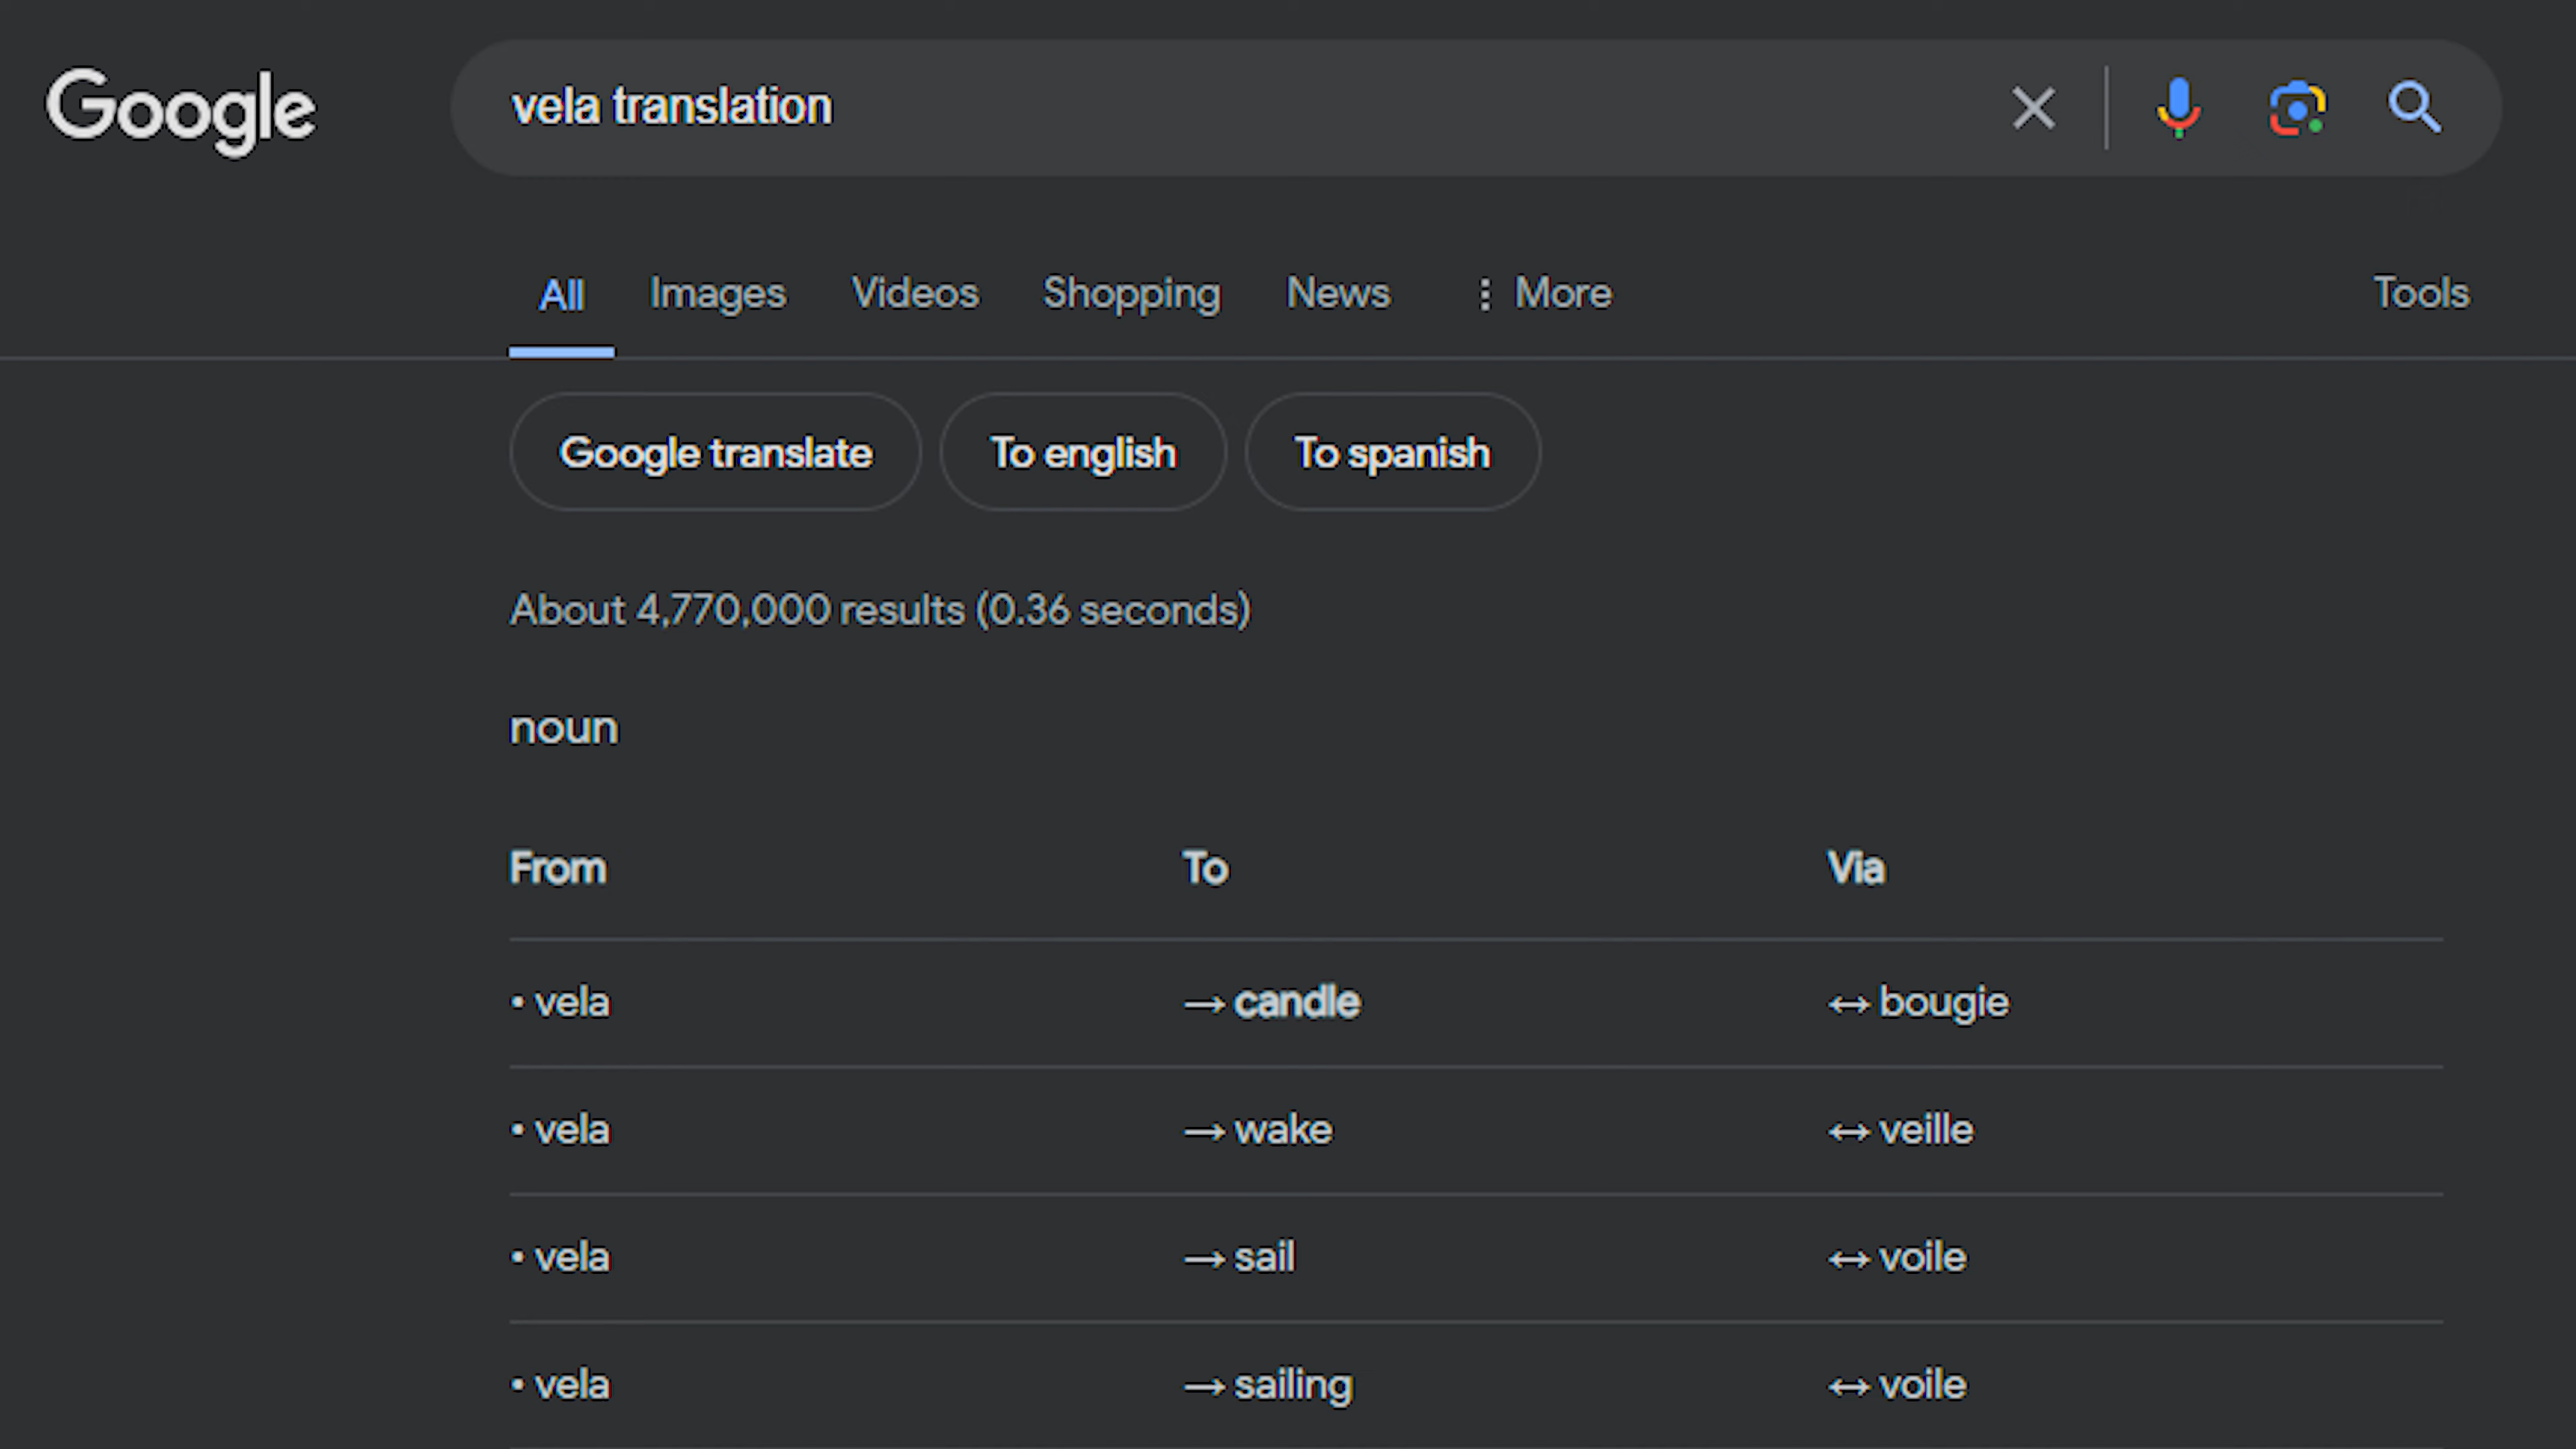 Google
vela translation
All Images Videos Shopping News More Tools
Google translate To english To spanish
About 4,770,000 results (0.36 seconds)
noun
From To Via
• vela → candle ↔ bougie
• vela → wake ↔ veille
• vela → sail ↔ voile
• vela → sailing ↔ voile